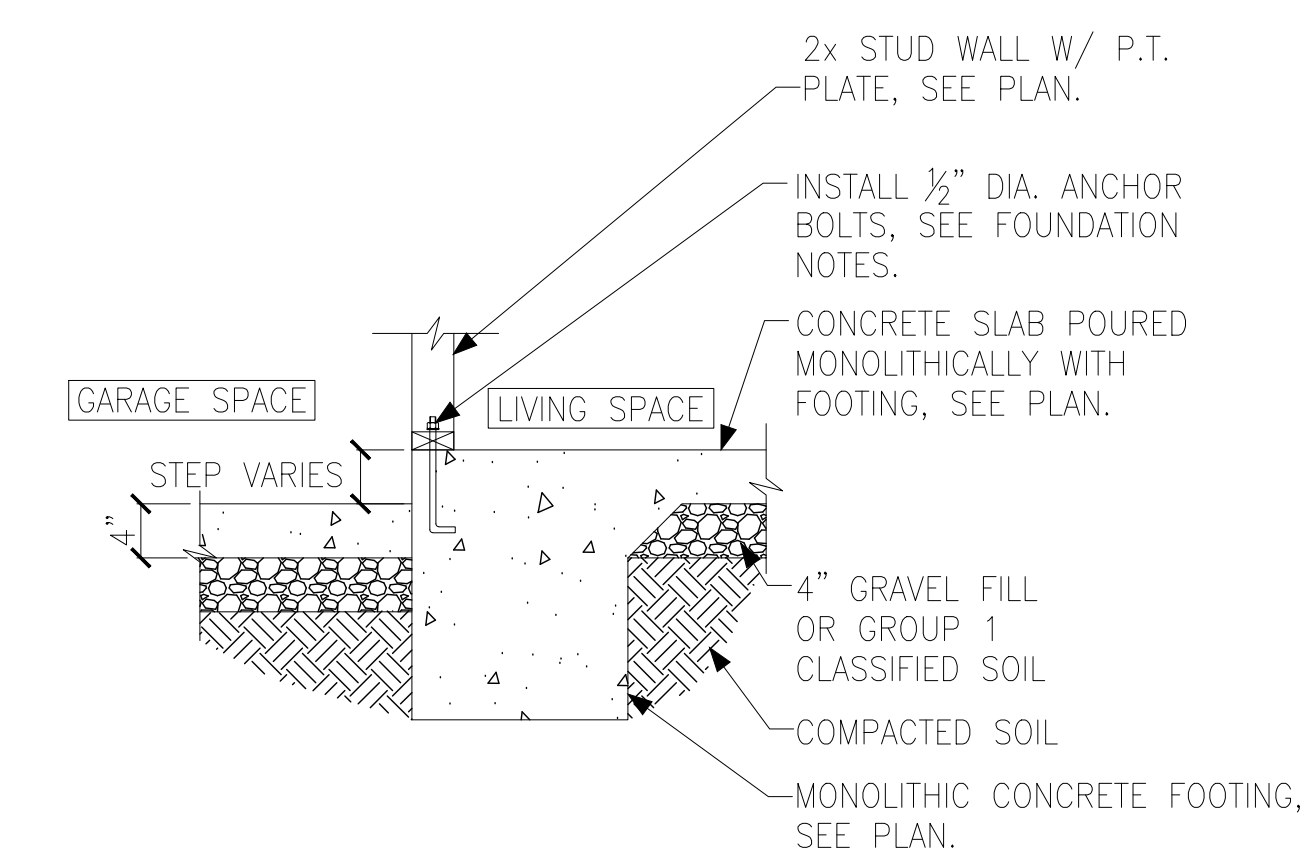 2x STUD WALL W/ P.T.
PLATE, SEE PLAN.
INSTALL ½" DIA. ANCHOR
BOLTS, SEE FOUNDATION
NOTES.
CONCRETE SLAB POURED
MONOLITHICALLY WITH
FOOTING, SEE PLAN.
GARAGE SPACE
LIVING SPACE
STEP VARIES
4"
4" GRAVEL FILL
OR GROUP 1
CLASSIFIED SOIL
COMPACTED SOIL
MONOLITHIC CONCRETE FOOTING,
SEE PLAN.